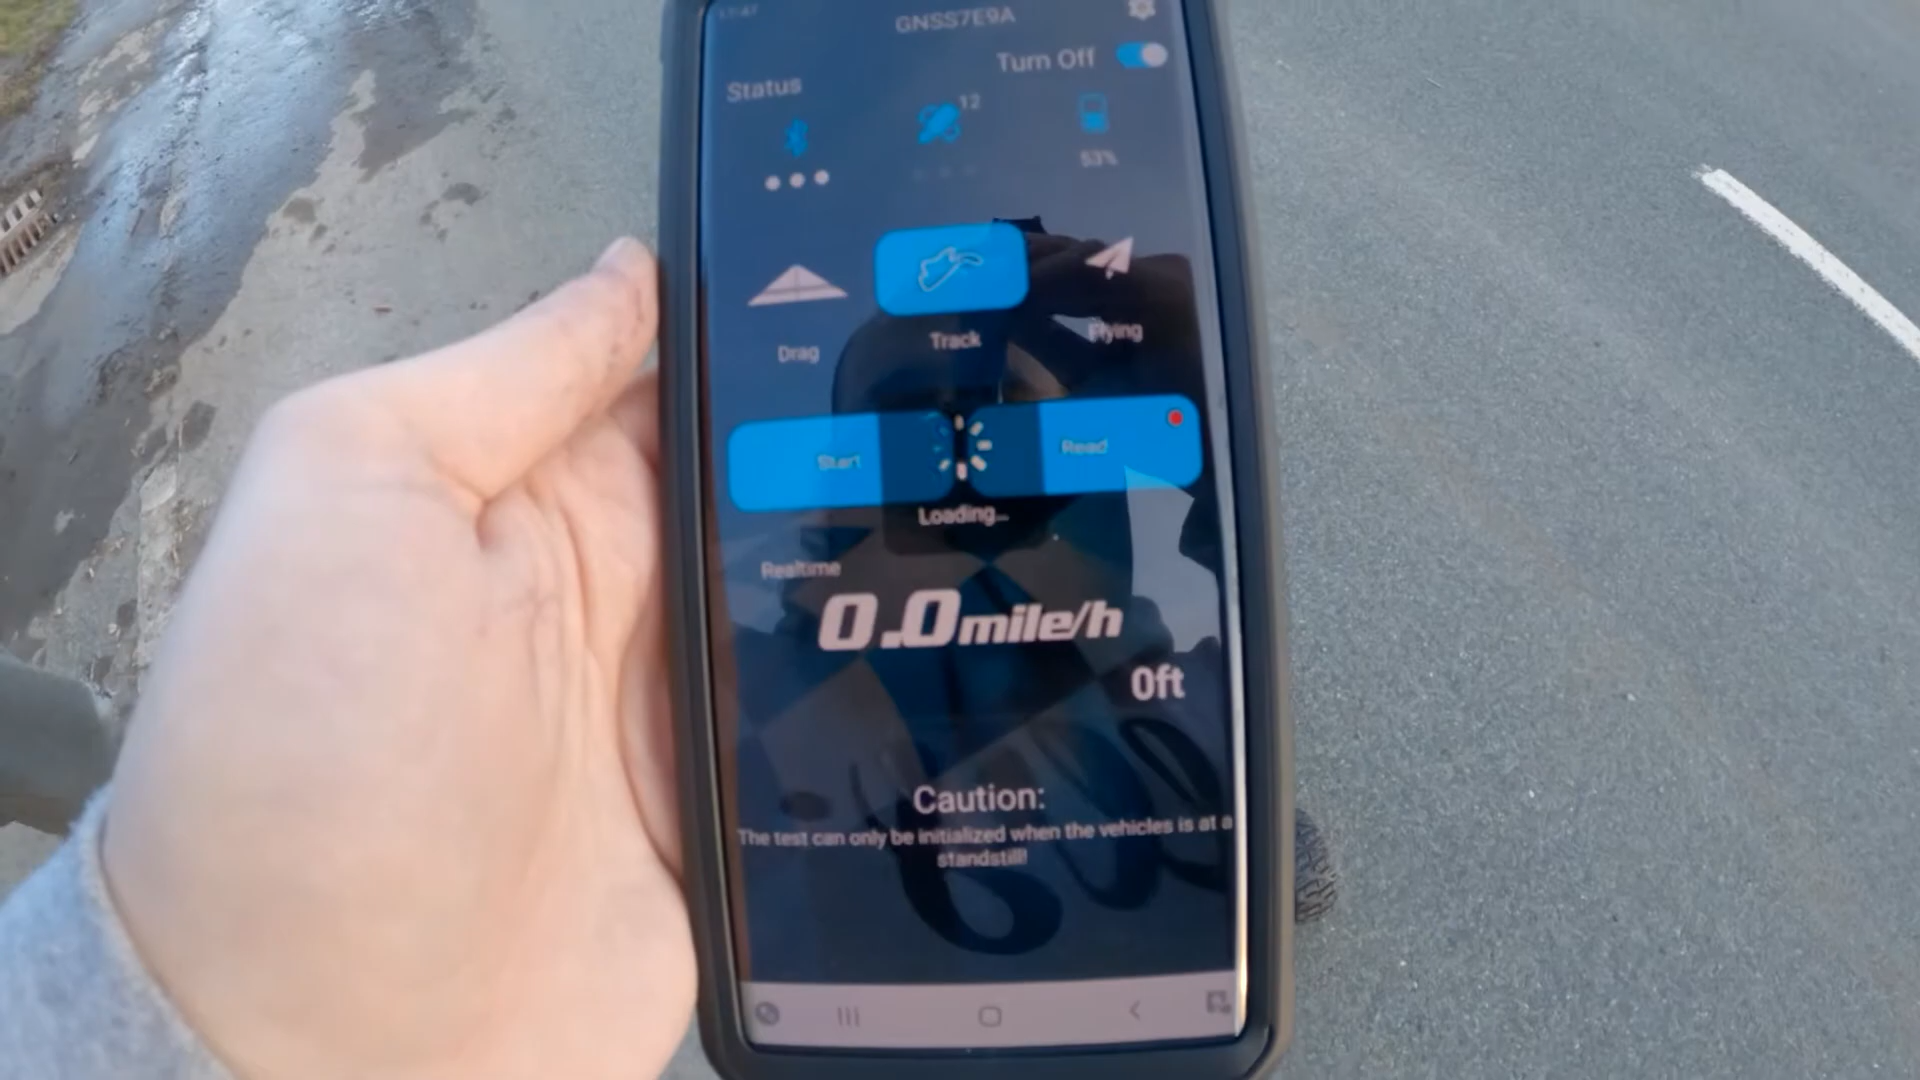 GNSS7E9A
Turn Off
Status
12
53%
Drag
Track
Flying
Start
Read
Loading...
Realtime
0.0mile/h
0ft
Caution:
The test can only be initialized when the vehicles is at a
standstill!